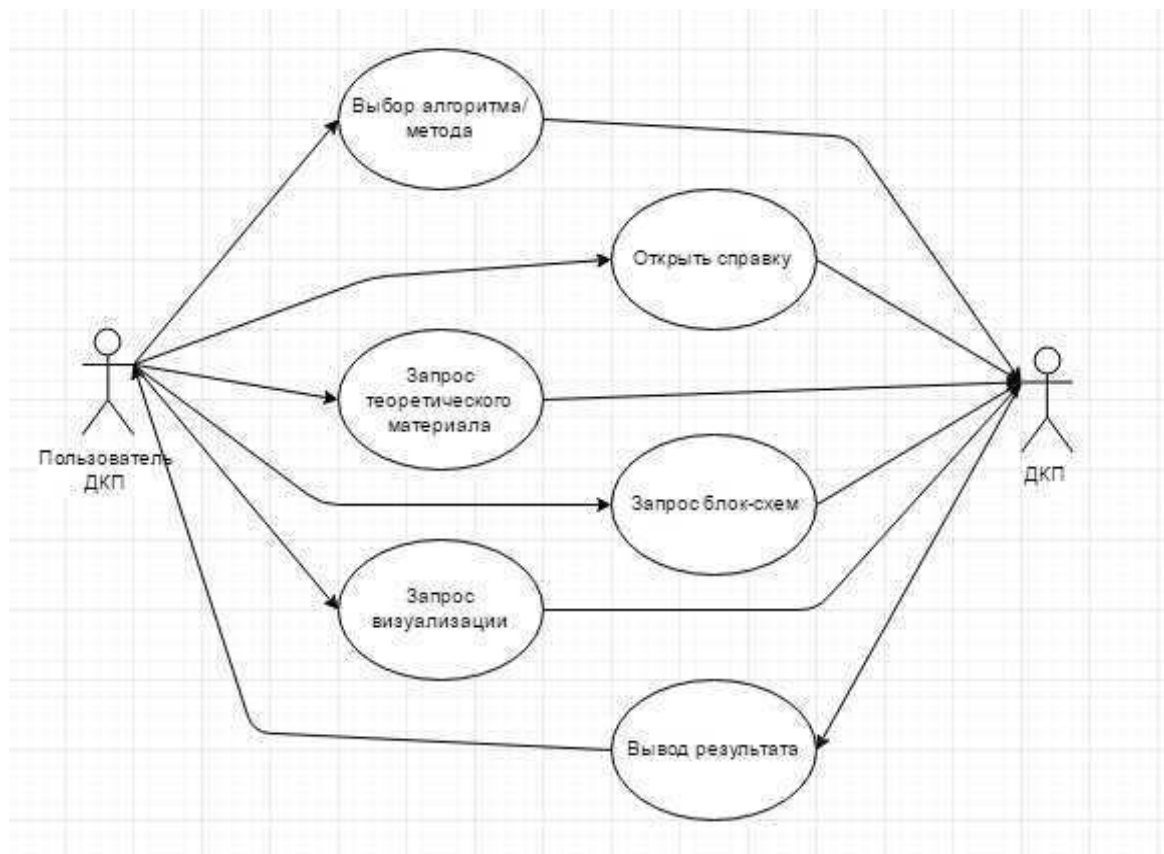 Выбор алгоритма/
метода
Открыть справку
Запрос
теоретического
материала
Пользователь
ДКП
ДКП
Запрос блок-схем
Запрос
визуализации
Вывод результата